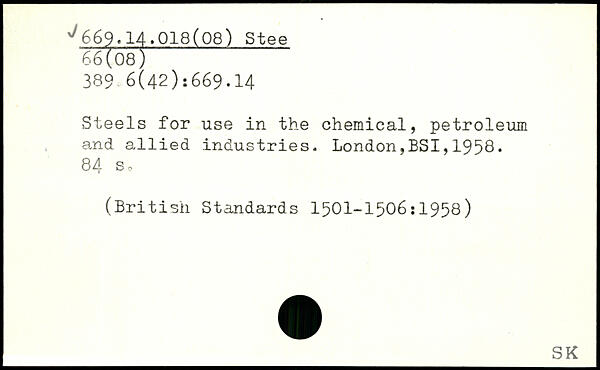 ✓ 669.14.018(08) Stee
66(08)
389.6(42):669.14
Steels for use in the chemical, petroleum
and allied industries. London,BSI,1958.
84 s.
(British Standards 1501-1506:1958)
SK